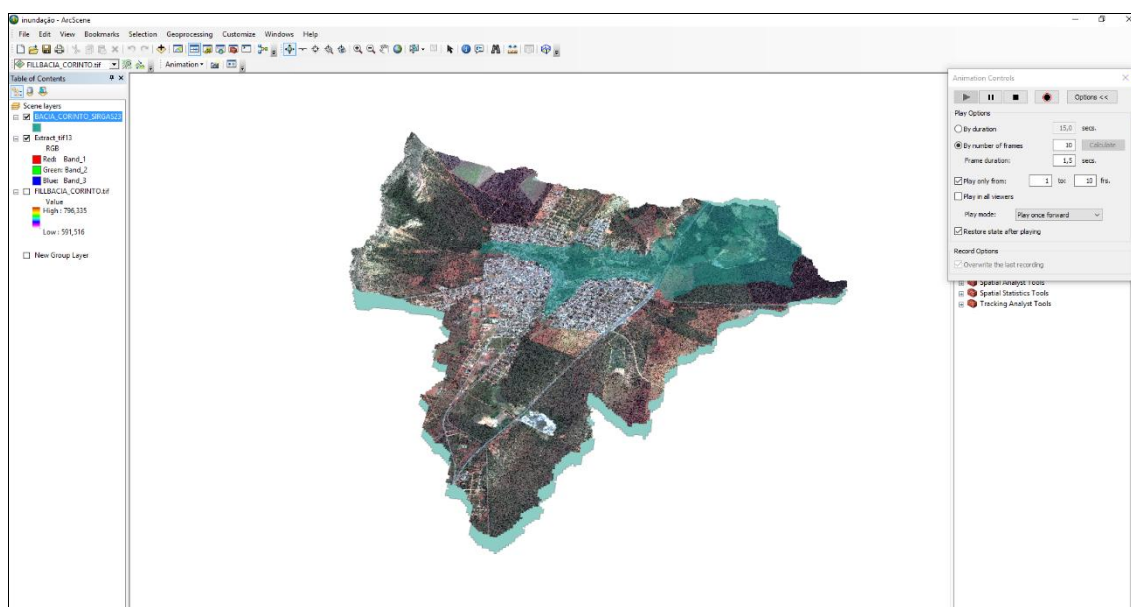 inundação - ArcScene
File Edit View Bookmarks Selection Geoprocessing Customize Windows Help
FILLBACIA_CORINTO.tif
Animation
Table of Contents
Scene layers
BACIA_CORINTO_SIRGAS23
Extract_tif13
RGB
Red: Band_1
Green: Band_2
Blue: Band_3
FILLBACIA_CORINTO.tif
Value
High : 796,335
Low : 591,516
New Group Layer
Animation Controls
Options <<
Play Options
By duration 15,0 secs.
By number of frames 10 Calculate
Frame duration: 1,5 secs.
Play only from: 1 to: 10 frs.
Play in all viewers
Play mode: Play once forward
Restore state after playing
Record Options
Overwrite the last recording
Spatial Analyst Tools
Spatial Statistics Tools
Tracking Analyst Tools